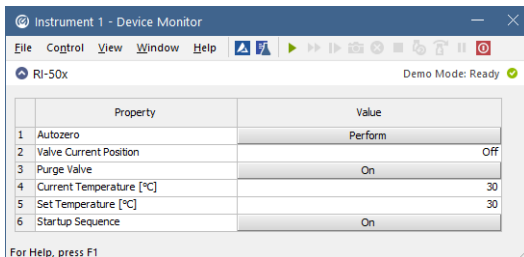 Instrument 1 - Device Monitor
File Control View Window Help
RI-50x Demo Mode: Ready
Property Value
1 Autozero Perform
2 Valve Current Position Off
3 Purge Valve On
4 Current Temperature [°C] 30
5 Set Temperature [°C] 30
6 Startup Sequence On
For Help, press F1